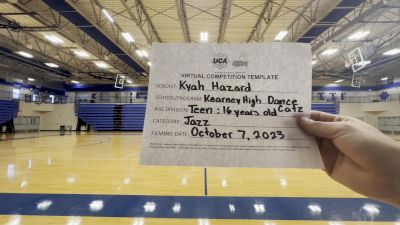 UCA
VIRTUAL COMPETITION TEMPLATE
SOLOIST: Kyah Hazard
SCHOOL/PROGRAM: Kearney High Dance Catz
AGE DIVISION: Teen: 16 years old
CATEGORY: Jazz
FILMING DATE: October 7, 2023